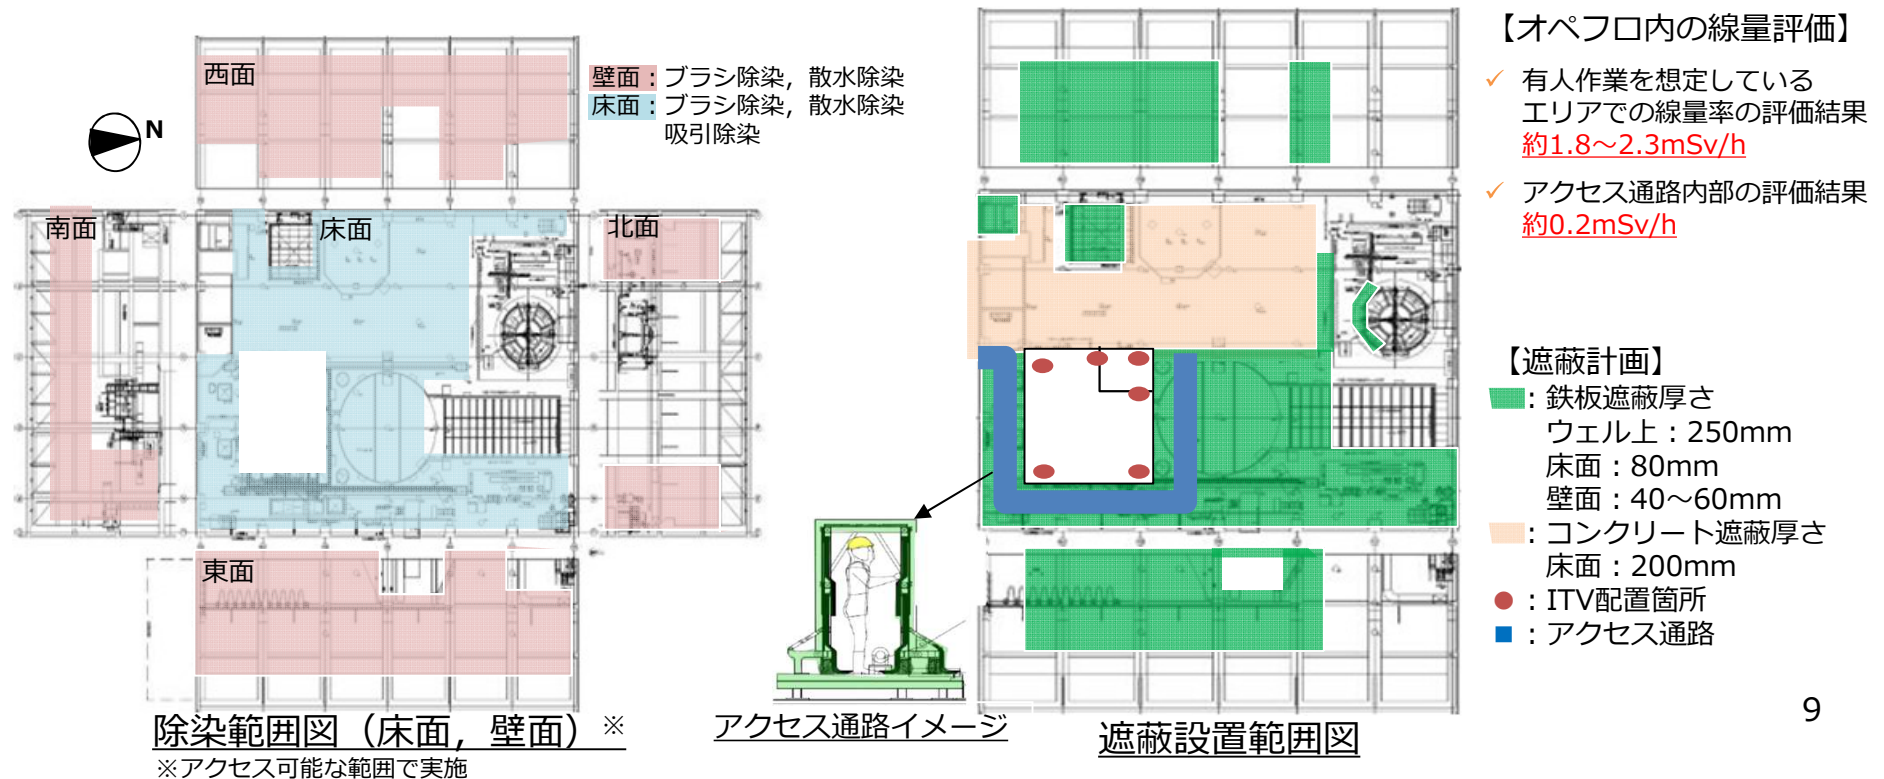 西面
N
壁面：ブラシ除染，散水除染
床面：ブラシ除染，散水除染
吸引除染
南面
床面
北面
東面
除染範囲図（床面，壁面）※
※アクセス可能な範囲で実施
アクセス通路イメージ
遮蔽設置範囲図
【オペフロ内の線量評価】
✓ 有人作業を想定している
エリアでの線量率の評価結果
約1.8～2.3mSv/h
✓ アクセス通路内部の評価結果
約0.2mSv/h
【遮蔽計画】
：鉄板遮蔽厚さ
ウェル上：250mm
床面：80mm
壁面：40～60mm
：コンクリート遮蔽厚さ
床面：200mm
：ITV配置箇所
：アクセス通路
9